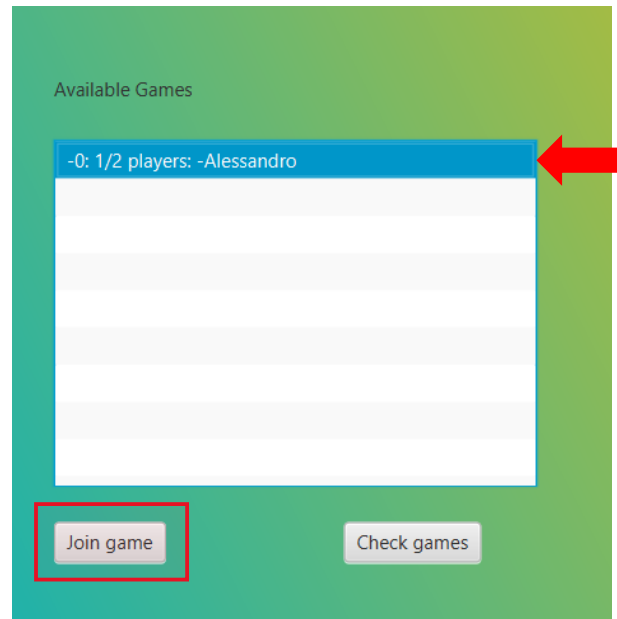 Available Games
-0: 1/2 players: -Alessandro
Join game
Check games